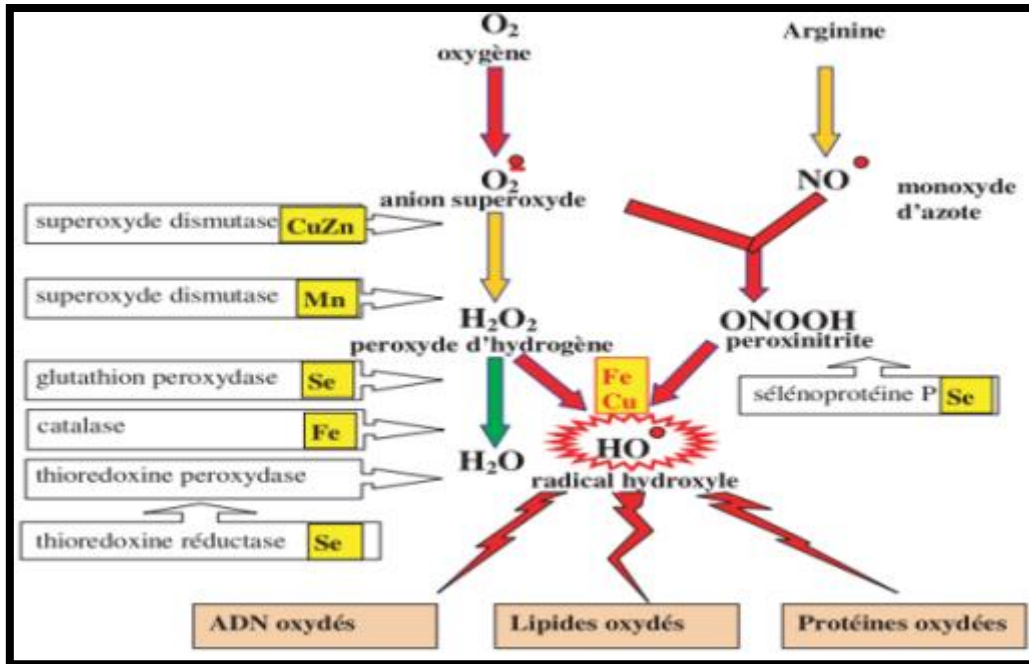 O₂
oxygène
Arginine
O₂
anion superoxyde
NO•
monoxyde
d'azote
superoxyde dismutase CuZn
superoxyde dismutase Mn
H₂O₂
peroxyde d'hydrogène
ONOOH
peroxinitrite
glutathion peroxydase Se
Fe
Cu
sélénoprotéine P Se
catalase Fe
HO•
H₂O
radical hydroxyle
thioredoxine peroxydase
thioredoxine réductase Se
ADN oxydés
Lipides oxydés
Protéines oxydées